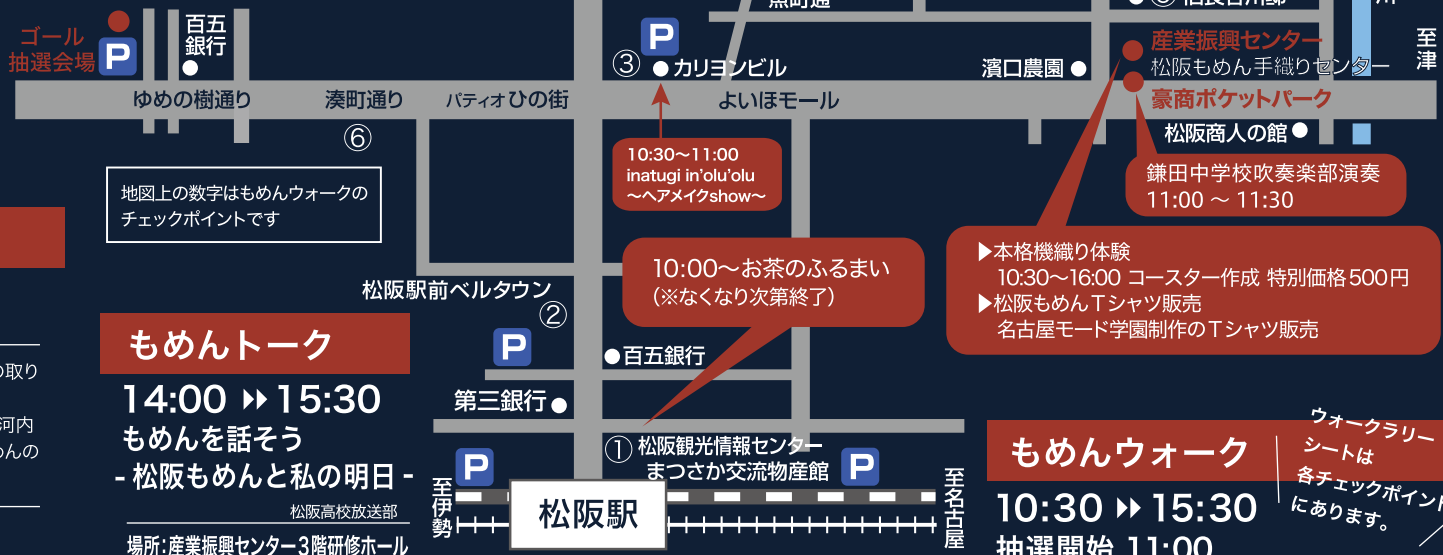 ゴール
抽選会場
P
百五
銀行
ゆめの樹通り
湊町通り
パティオひの街
よいほモール
⑥
③
P
カリヨンビル
濱口農園
産業振興センター
松阪もめん手織りセンター
豪商ポケットパーク
松阪商人の館
至津
地図上の数字はもめんウォークの
チェックポイントです
10:30〜11:00
inatugi in'olu'olu
〜ヘアメイクshow〜
鎌田中学校吹奏楽部演奏
11:00 〜 11:30
▶本格機織り体験
10:30〜16:00 コースター作成 特別価格500円
▶松阪もめんTシャツ販売
名古屋モード学園制作のTシャツ販売
10:00〜お茶のふるまい
(※なくなり次第終了)
松阪駅前ベルタウン
②
P
百五銀行
第三銀行
①松阪観光情報センター
まつさか交流物産館
P
P
至伊勢
松阪駅
至名古屋
の取り
河内
めんの
もめんトーク
14:00 ▶▶ 15:30
もめんを話そう
- 松阪もめんと私の明日 -
松阪高校放送部
場所:産業振興センター3階研修ホール
もめんウォーク
10:30 ▶▶ 15:30
抽選開始 11:00
ウォークラリー
シートは
各チェックポイント
にあります。